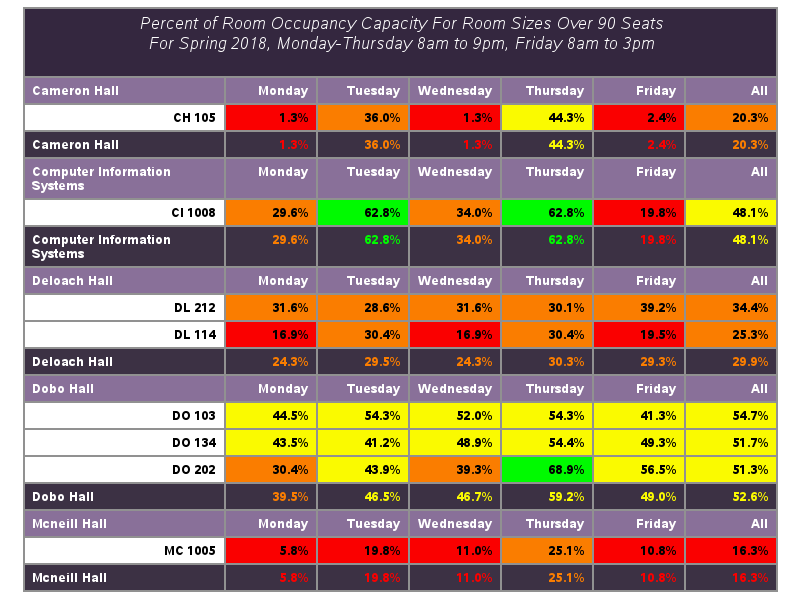 Percent of Room Occupancy Capacity For Room Sizes Over 90 Seats
For Spring 2018, Monday-Thursday 8am to 9pm, Friday 8am to 3pm
Cameron Hall Monday Tuesday Wednesday Thursday Friday All
CH 105 1.3% 36.0% 1.3% 44.3% 2.4% 20.3%
Cameron Hall 1.3% 36.0% 1.3% 44.3% 2.4% 20.3%
Computer Information Monday Tuesday Wednesday Thursday Friday All
Systems
CI 1008 29.6% 62.8% 34.0% 62.8% 19.8% 48.1%
Computer Information 29.6% 62.8% 34.0% 62.8% 19.8% 48.1%
Systems
Deloach Hall Monday Tuesday Wednesday Thursday Friday All
DL 212 31.6% 28.6% 31.6% 30.1% 39.2% 34.4%
DL 114 16.9% 30.4% 16.9% 30.4% 19.5% 25.3%
Deloach Hall 24.3% 29.5% 24.3% 30.3% 29.3% 29.9%
Dobo Hall Monday Tuesday Wednesday Thursday Friday All
DO 103 44.5% 54.3% 52.0% 54.3% 41.3% 54.7%
DO 134 43.5% 41.2% 48.9% 54.4% 49.3% 51.7%
DO 202 30.4% 43.9% 39.3% 68.9% 56.5% 51.3%
Dobo Hall 39.5% 46.5% 46.7% 59.2% 49.0% 52.6%
Mcneill Hall Monday Tuesday Wednesday Thursday Friday All
MC 1005 5.8% 19.8% 11.0% 25.1% 10.8% 16.3%
Mcneill Hall 5.8% 19.8% 11.0% 25.1% 10.8% 16.3%